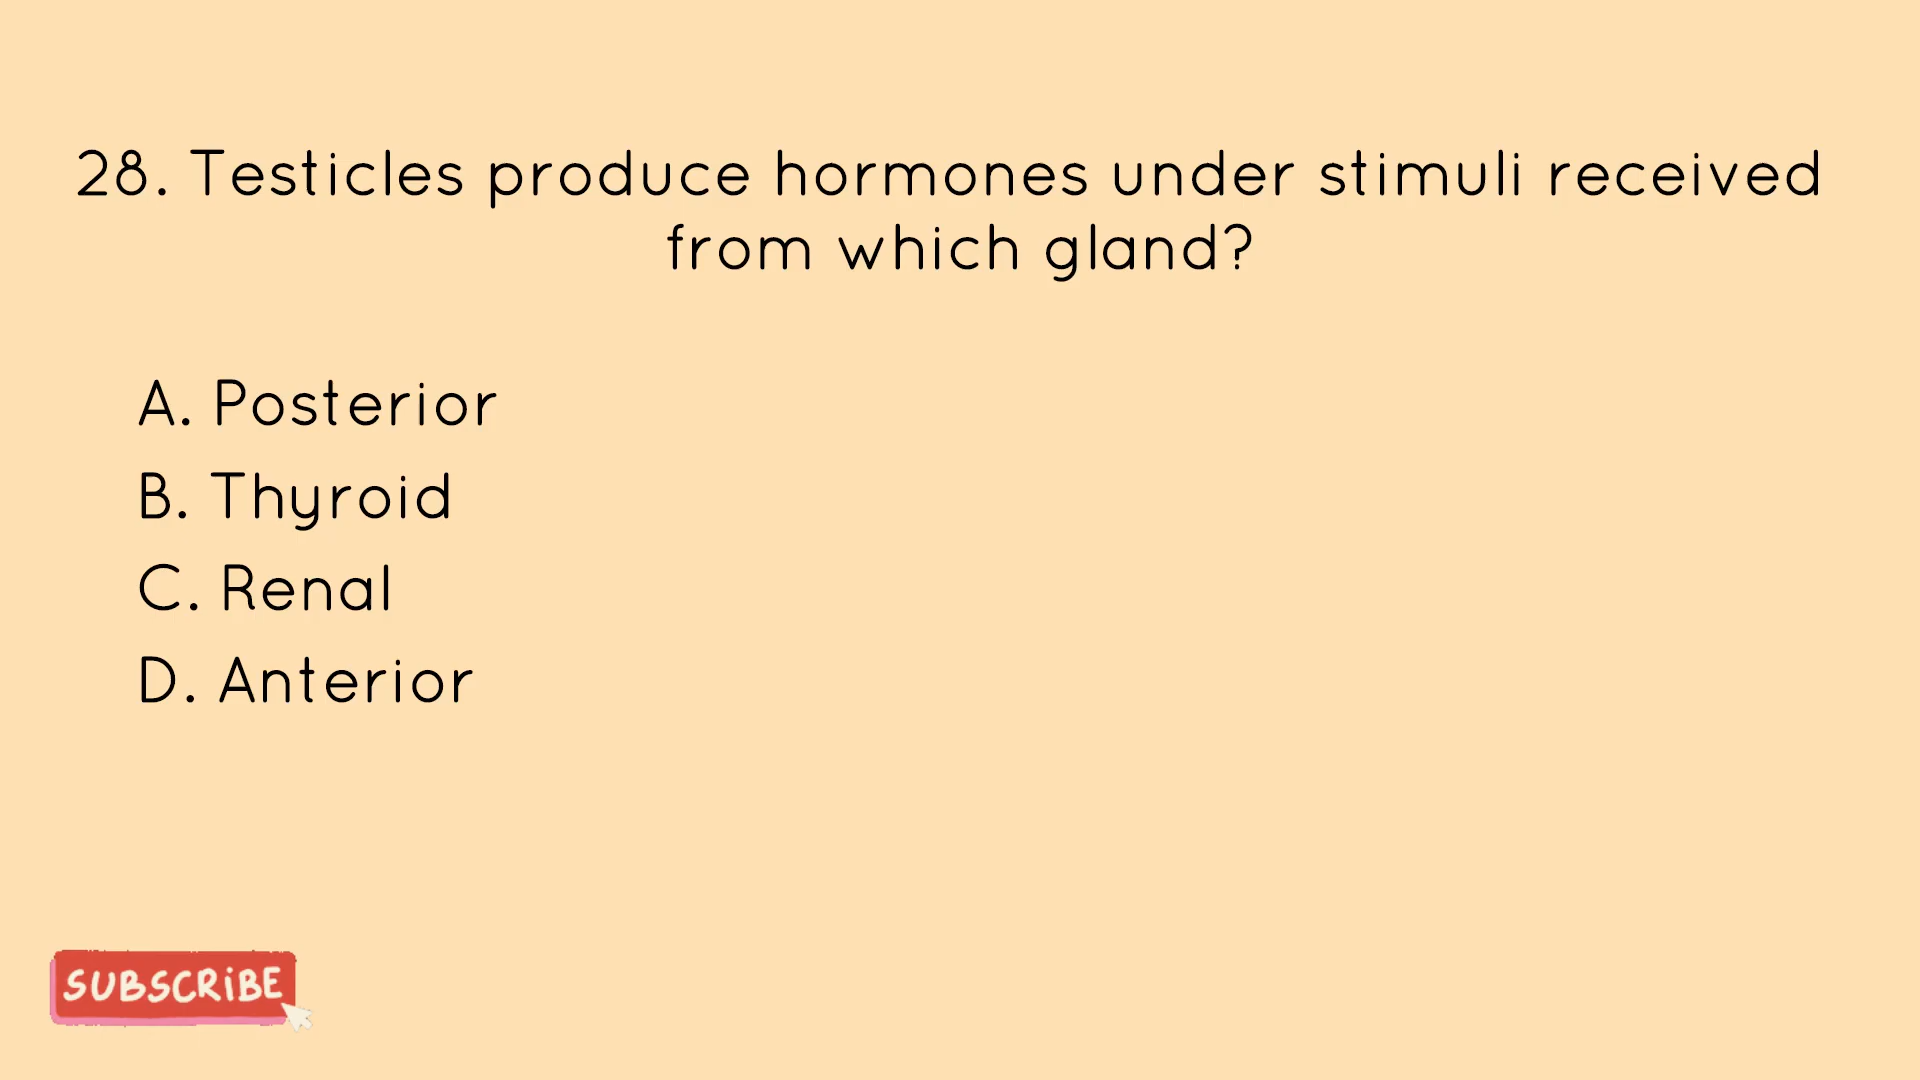 28. Testicles produce hormones under stimuli received
from which gland?
A. Posterior
B. Thyroid
C. Renal
D. Anterior
SUBSCRiBE